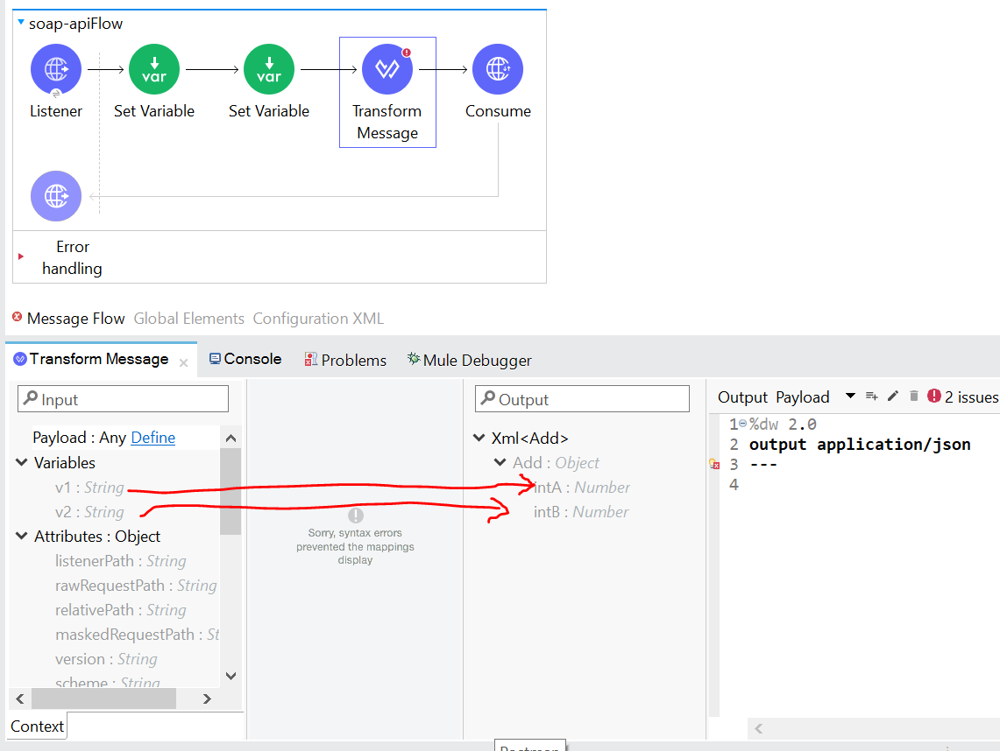 soap-apiFlow
var
var
Listener
Set Variable
Set Variable
Transform
Message
Consume
Error
handling
Message Flow
Global Elements
Configuration XML
Transform Message
Console
Problems
Mule Debugger
Input
Payload : Any Define
Variables
v1 : String
v2 : String
Attributes : Object
listenerPath : String
rawRequestPath : String
relativePath : String
maskedRequestPath : St
version : String
scheme : String
Context
Sorry, syntax errors
prevented the mappings
display
Output
Xml<Add>
Add : Object
intA : Number
intB : Number
Output Payload
2 issues
1 %dw 2.0
2 output application/json
3 ---
4
Postman